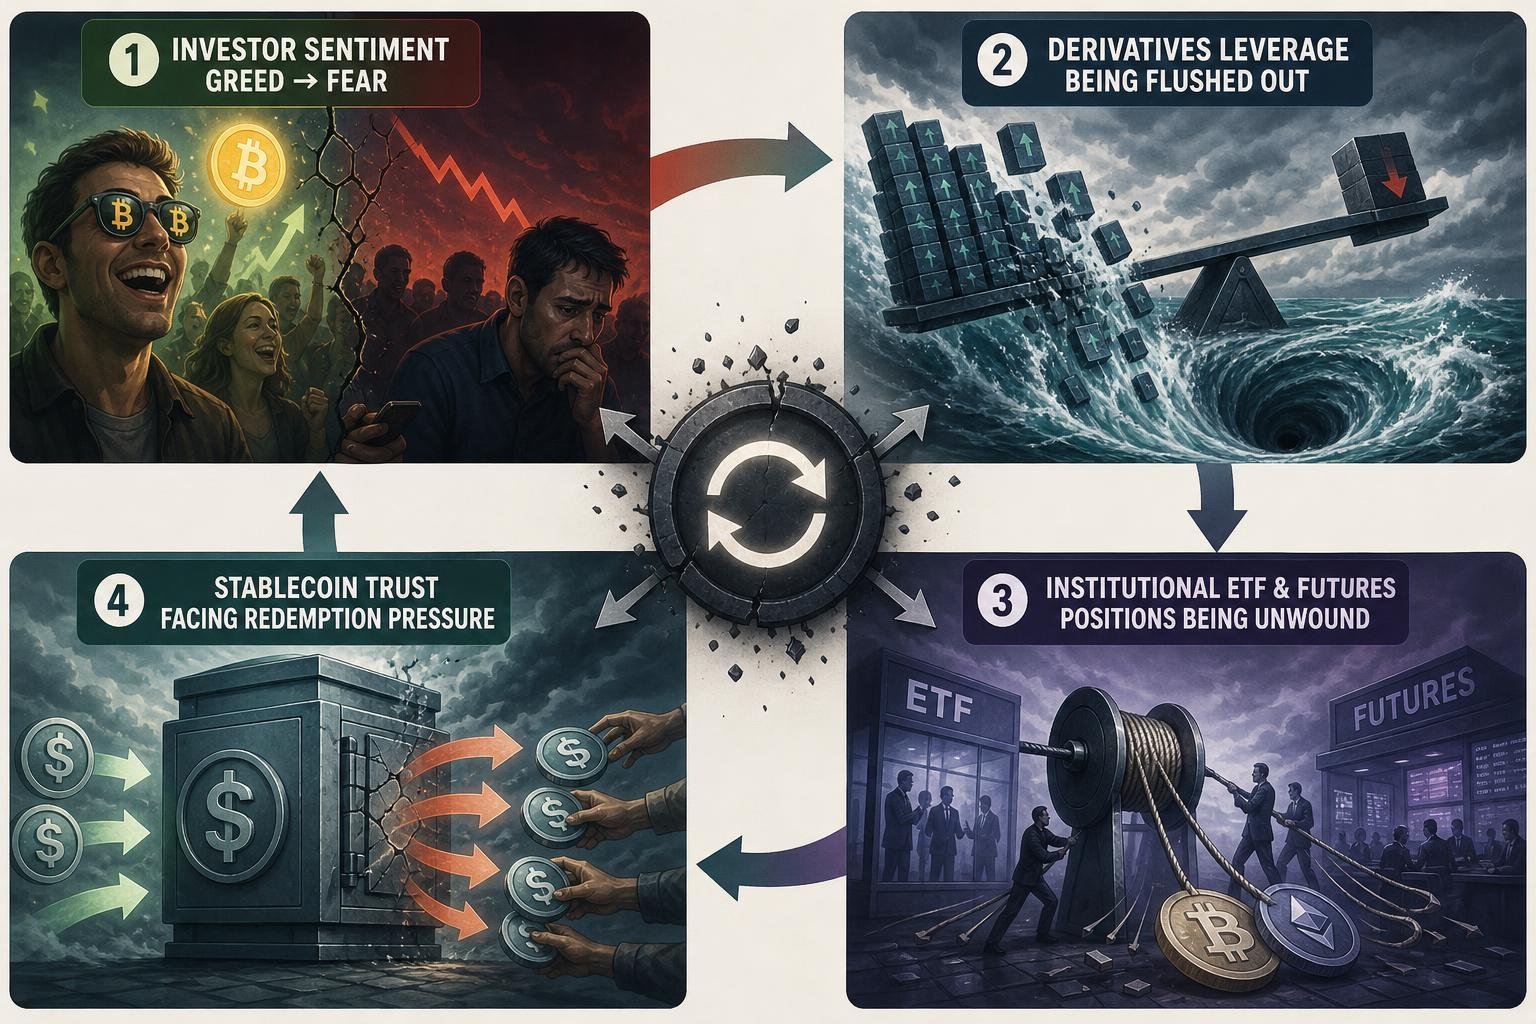 1
INVESTOR SENTIMENT
GREED → FEAR
2
DERIVATIVES LEVERAGE
BEING FLUSHED OUT
3
INSTITUTIONAL ETF & FUTURES
POSITIONS BEING UNWOUND
ETF
FUTURES
4
STABLECOIN TRUST
FACING REDEMPTION PRESSURE